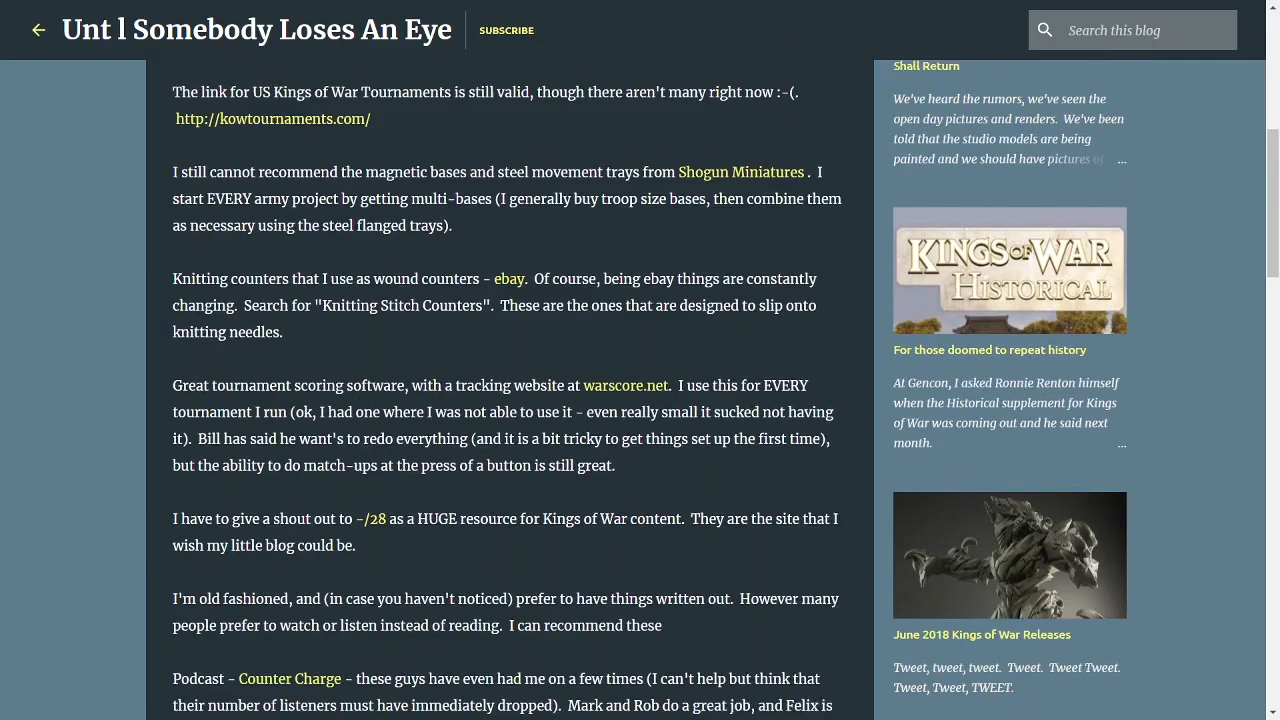 Unt l Somebody Loses An Eye
SUBSCRIBE
Search this blog
The link for US Kings of War Tournaments is still valid, though there aren't many right now :-(.
http://kowtournaments.com/
I still cannot recommend the magnetic bases and steel movement trays from Shogun Miniatures . I
start EVERY army project by getting multi-bases (I generally buy troop size bases, then combine them
as necessary using the steel flanged trays).
Knitting counters that I use as wound counters - ebay. Of course, being ebay things are constantly
changing. Search for "Knitting Stitch Counters". These are the ones that are designed to slip onto
knitting needles.
Great tournament scoring software, with a tracking website at warscore.net. I use this for EVERY
tournament I run (ok, I had one where I was not able to use it - even really small it sucked not having
it). Bill has said he want's to redo everything (and it is a bit tricky to get things set up the first time),
but the ability to do match-ups at the press of a button is still great.
I have to give a shout out to -/28 as a HUGE resource for Kings of War content. They are the site that I
wish my little blog could be.
I'm old fashioned, and (in case you haven't noticed) prefer to have things written out. However many
people prefer to watch or listen instead of reading. I can recommend these
Podcast - Counter Charge - these guys have even had me on a few times (I can't help but think that
their number of listeners must have immediately dropped). Mark and Rob do a great job, and Felix is
Shall Return
We've heard the rumors, we've seen the
open day pictures and renders. We've been
told that the studio models are being
painted and we should have pictures of ...
KINGS OF WAR
HISTORICAL
For those doomed to repeat history
At Gencon, I asked Ronnie Renton himself
when the Historical supplement for Kings
of War was coming out and he said next
month. ...
June 2018 Kings of War Releases
Tweet, tweet, tweet. Tweet. Tweet Tweet.
Tweet, Tweet, TWEET.